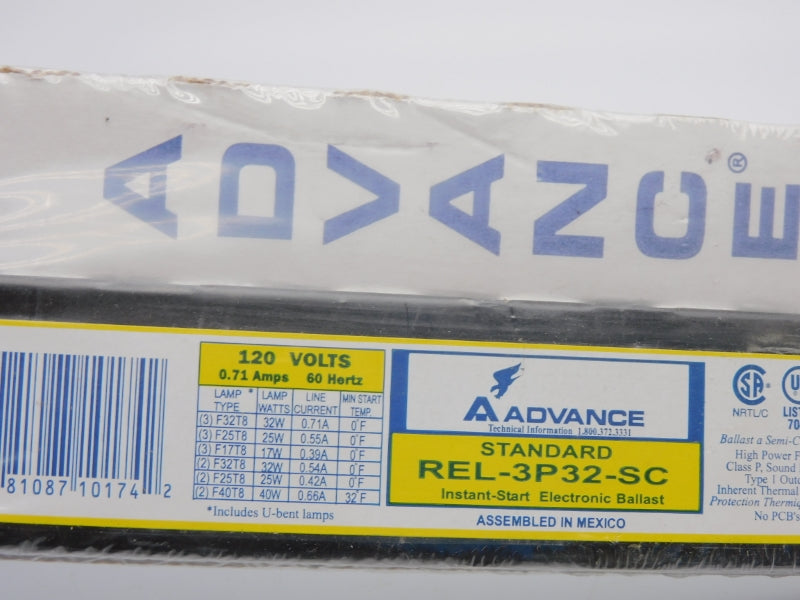 ADVANCE®
81087 10174 2
120 VOLTS
0.71 Amps 60 Hertz
LAMP * TYPE LAMP WATTS LINE CURRENT MIN START TEMP.
(3) F32T8 32W 0.71A 0°F
(3) F25T8 25W 0.55A 0°F
(3) F17T8 17W 0.39A 0°F
(2) F32T8 32W 0.54A 0°F
(2) F25T8 25W 0.42A 0°F
(2) F40T8 40W 0.66A 32°F
*Includes U-bent lamps
ADVANCE
Technical Information 1.800.372.3331
STANDARD
REL-3P32-SC
Instant-Start Electronic Ballast
ASSEMBLED IN MEXICO
NRTL/C
LIST
Ballast a Semi-C
High Power F
Class P, Sound
Type 1 Out
Inherent Thermal
Protection Thermiq
No PCB's